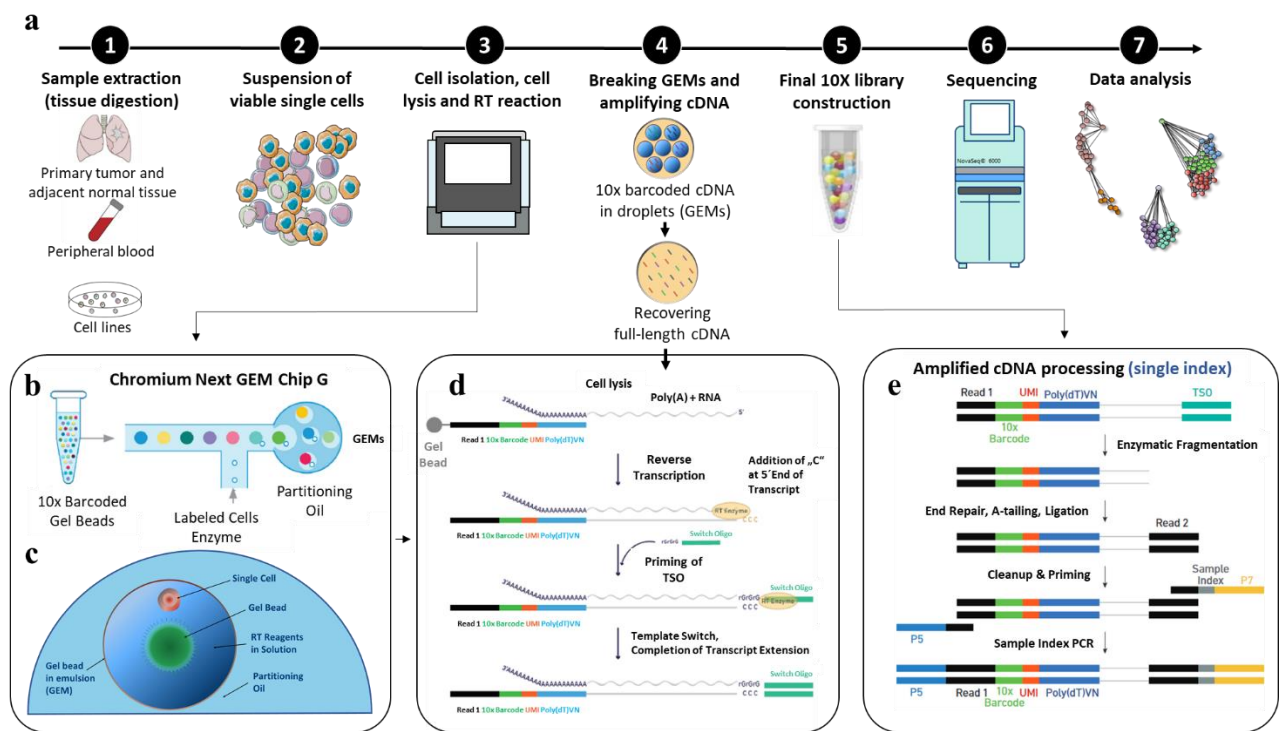 a
1
2
3
4
5
6
7
Sample extraction
(tissue digestion)
Suspension of
viable single cells
Cell isolation, cell
lysis and RT reaction
Breaking GEMs and
amplifying cDNA
Final 10X library
construction
Sequencing
Data analysis
Primary tumor and
adjacent normal tissue
Peripheral blood
Cell lines
10x barcoded cDNA
in droplets (GEMs)
Recovering
full-length cDNA
NovaSeq® 6000
b
Chromium Next GEM Chip G
GEMs
10x Barcoded
Gel Beads
Labeled Cells
Enzyme
Partitioning
Oil
c
Single Cell
Gel Bead
RT Reagents
in Solution
Partitioning
Oil
Gel bead
in emulsion
(GEM)
d
Cell lysis
Poly(A) + RNA
5'
Gel
Bead
Read 1 10x Barcode UMI Poly(dT)VN
Reverse
Transcription
Addition of „C"
at 5´End of
Transcript
RT Enzyme
CCC
Read 1 10x Barcode UMI Poly(dT)VN
rGrGrG
Switch Oligo
Priming of
TSO
Switch Oligo
rGrGrG
RT Enzyme
CCC
Read 1 10x Barcode UMI Poly(dT)VN
Template Switch,
Completion of Transcript Extension
Switch Oligo
rGrGrG
CCC
Read 1 10x Barcode UMI Poly(dT)VN
e
Amplified cDNA processing (single index)
Read 1
UMI
Poly(dT)VN
TSO
10x
Barcode
Enzymatic Fragmentation
End Repair, A-tailing, Ligation
Read 2
Cleanup & Priming
Sample
Index
P7
P5
Sample Index PCR
P5
Read 1
10x
Barcode
UMI
Poly(dT)VN